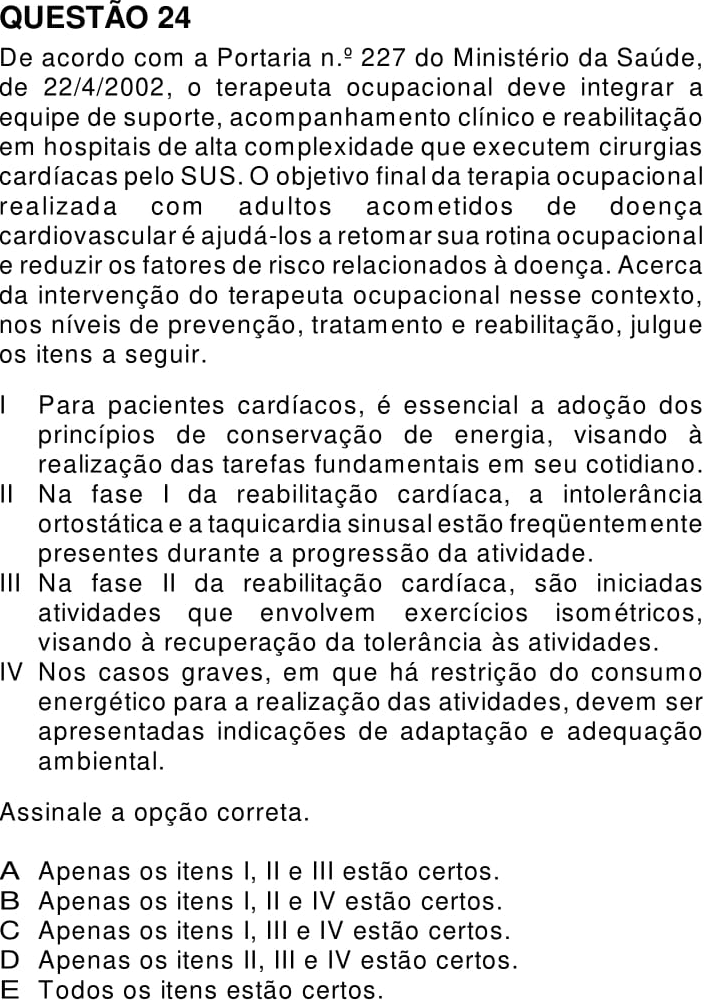 QUESTÃO 24
De acordo com a Portaria n.º 227 do Ministério da Saúde,
de 22/4/2002, o terapeuta ocupacional deve integrar a
equipe de suporte, acompanhamento clínico e reabilitação
em hospitais de alta complexidade que executem cirurgias
cardíacas pelo SUS. O objetivo final da terapia ocupacional
realizada com adultos acometidos de doença
cardiovascular é ajudá-los a retomar sua rotina ocupacional
e reduzir os fatores de risco relacionados à doença. Acerca
da intervenção do terapeuta ocupacional nesse contexto,
nos níveis de prevenção, tratamento e reabilitação, julgue
os itens a seguir.
I Para pacientes cardíacos, é essencial a adoção dos
princípios de conservação de energia, visando à
realização das tarefas fundamentais em seu cotidiano.
II Na fase I da reabilitação cardíaca, a intolerância
ortostática e a taquicardia sinusal estão freqüentemente
presentes durante a progressão da atividade.
III Na fase II da reabilitação cardíaca, são iniciadas
atividades que envolvem exercícios isométricos,
visando à recuperação da tolerância às atividades.
IV Nos casos graves, em que há restrição do consumo
energético para a realização das atividades, devem ser
apresentadas indicações de adaptação e adequação
ambiental.
Assinale a opção correta.
A Apenas os itens I, II e III estão certos.
B Apenas os itens I, II e IV estão certos.
C Apenas os itens I, III e IV estão certos.
D Apenas os itens II, III e IV estão certos.
E Todos os itens estão certos.